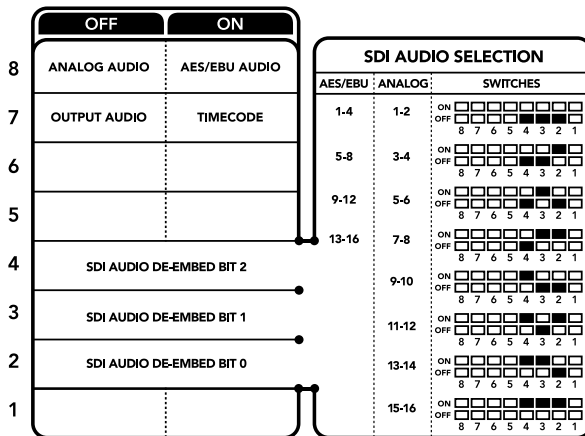 OFF ON
8 ANALOG AUDIO AES/EBU AUDIO
7 OUTPUT AUDIO TIMECODE
6
5
4 SDI AUDIO DE-EMBED BIT 2
3 SDI AUDIO DE-EMBED BIT 1
2 SDI AUDIO DE-EMBED BIT 0
1
SDI AUDIO SELECTION
AES/EBU ANALOG SWITCHES
1-4 1-2 ON
OFF
8 7 6 5 4 3 2 1
5-8 3-4 ON
OFF
8 7 6 5 4 3 2 1
9-12 5-6 ON
OFF
8 7 6 5 4 3 2 1
13-16 7-8 ON
OFF
8 7 6 5 4 3 2 1
9-10 ON
OFF
8 7 6 5 4 3 2 1
11-12 ON
OFF
8 7 6 5 4 3 2 1
13-14 ON
OFF
8 7 6 5 4 3 2 1
15-16 ON
OFF
8 7 6 5 4 3 2 1